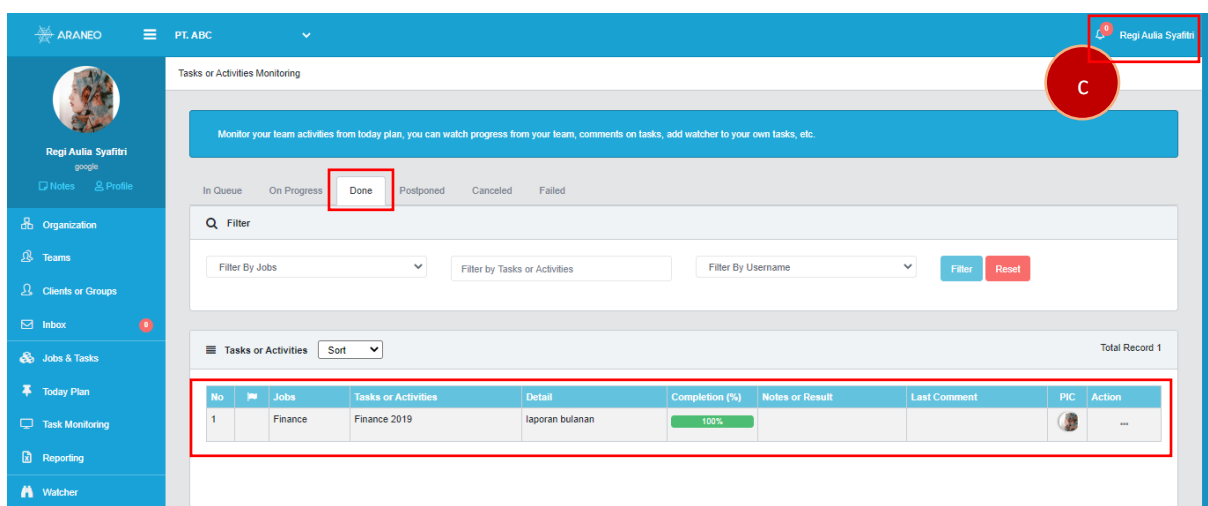 ARANEO
PT. ABC
0
Regi Aulia Syafitri
C
Regi Aulia Syafitri
google
Notes
Profile
Organization
Teams
Clients or Groups
Inbox
0
Jobs & Tasks
Today Plan
Task Monitoring
Reporting
Watcher
Tasks or Activities Monitoring
Monitor your team activities from today plan, you can watch progress from your team, comments on tasks, add watcher to your own tasks, etc.
In Queue On Progress Done Postponed Canceled Failed
Filter
Filter By Jobs Filter by Tasks or Activities Filter By Username Filter Reset
Tasks or Activities Sort Total Record 1
No Jobs Tasks or Activities Detail Completion (%) Notes or Result Last Comment PIC Action
1 Finance Finance 2019 laporan bulanan 100% ...